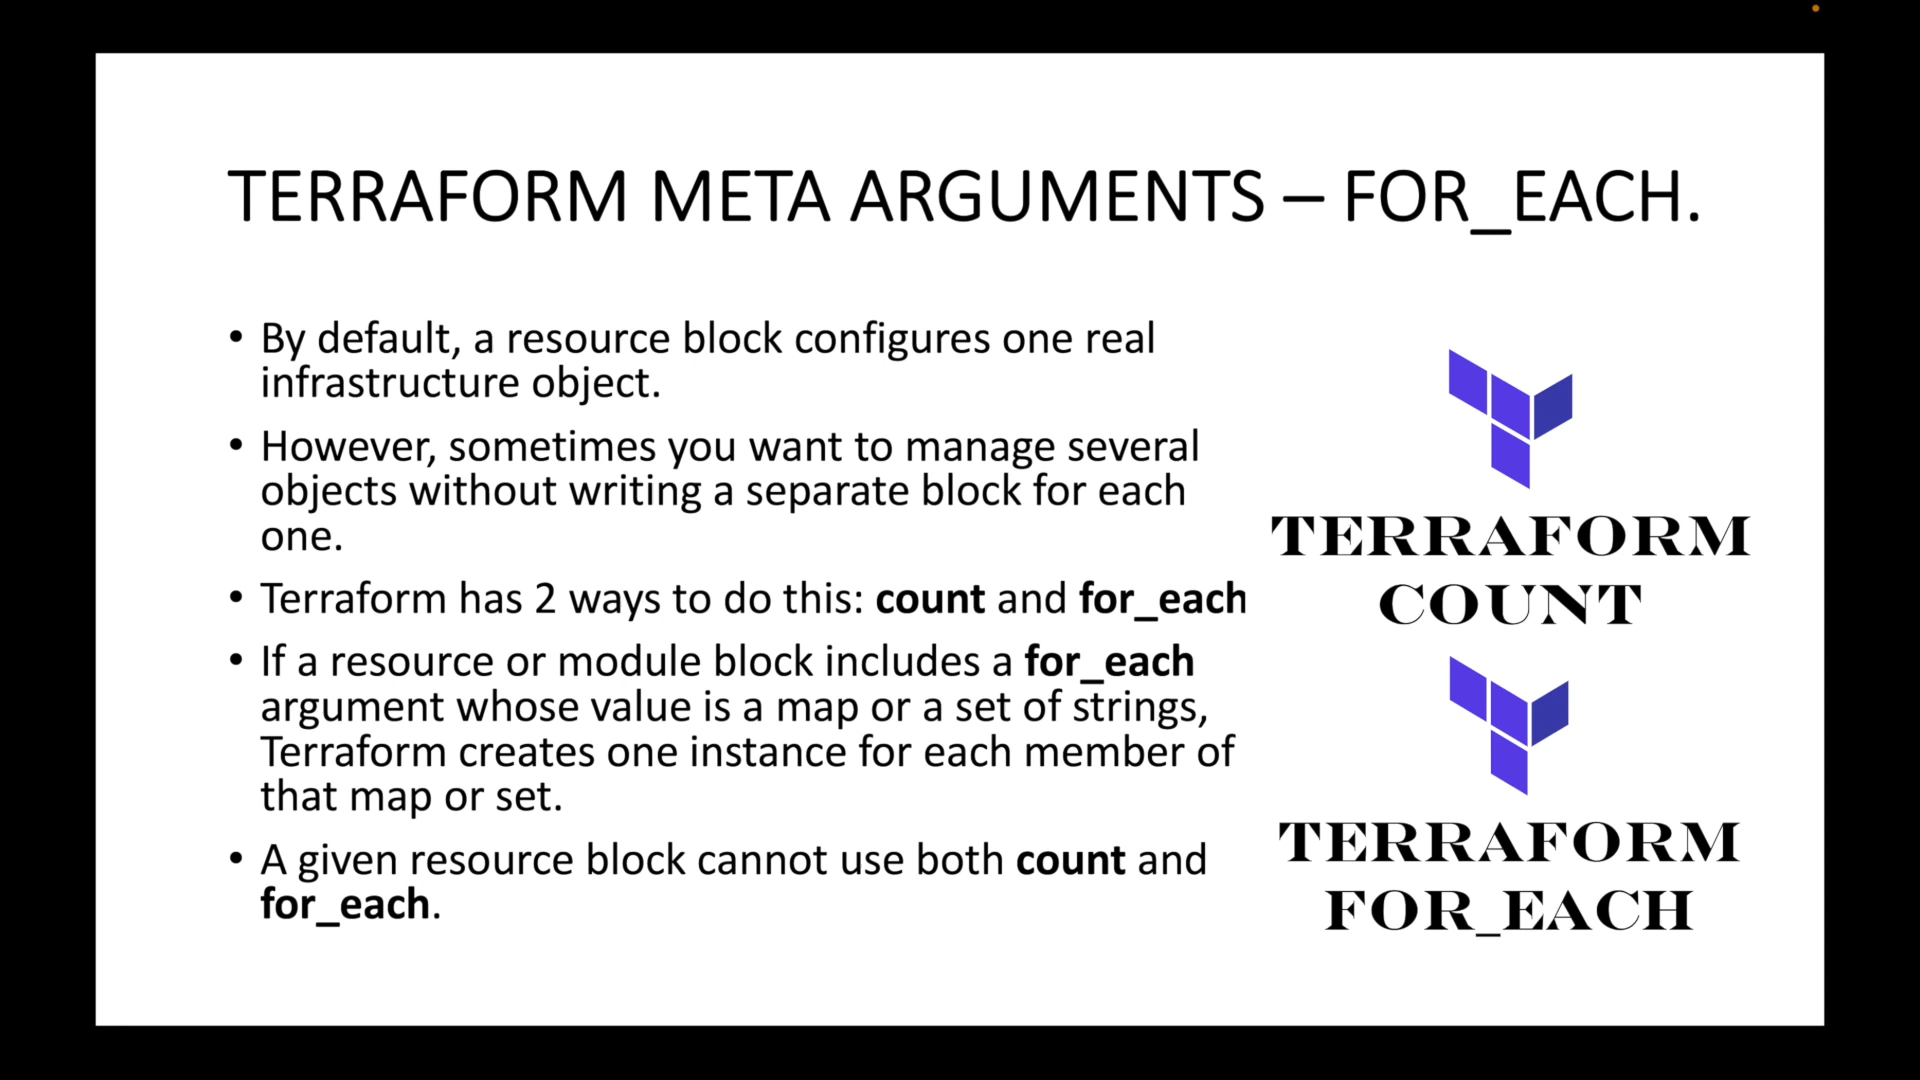 TERRAFORM META ARGUMENTS – FOR_EACH.
• By default, a resource block configures one real
infrastructure object.
• However, sometimes you want to manage several
objects without writing a separate block for each
one.
• Terraform has 2 ways to do this: count and for_each
• If a resource or module block includes a for_each
argument whose value is a map or a set of strings,
Terraform creates one instance for each member of
that map or set.
• A given resource block cannot use both count and
for_each.
TERRAFORM
COUNT
TERRAFORM
FOR_EACH